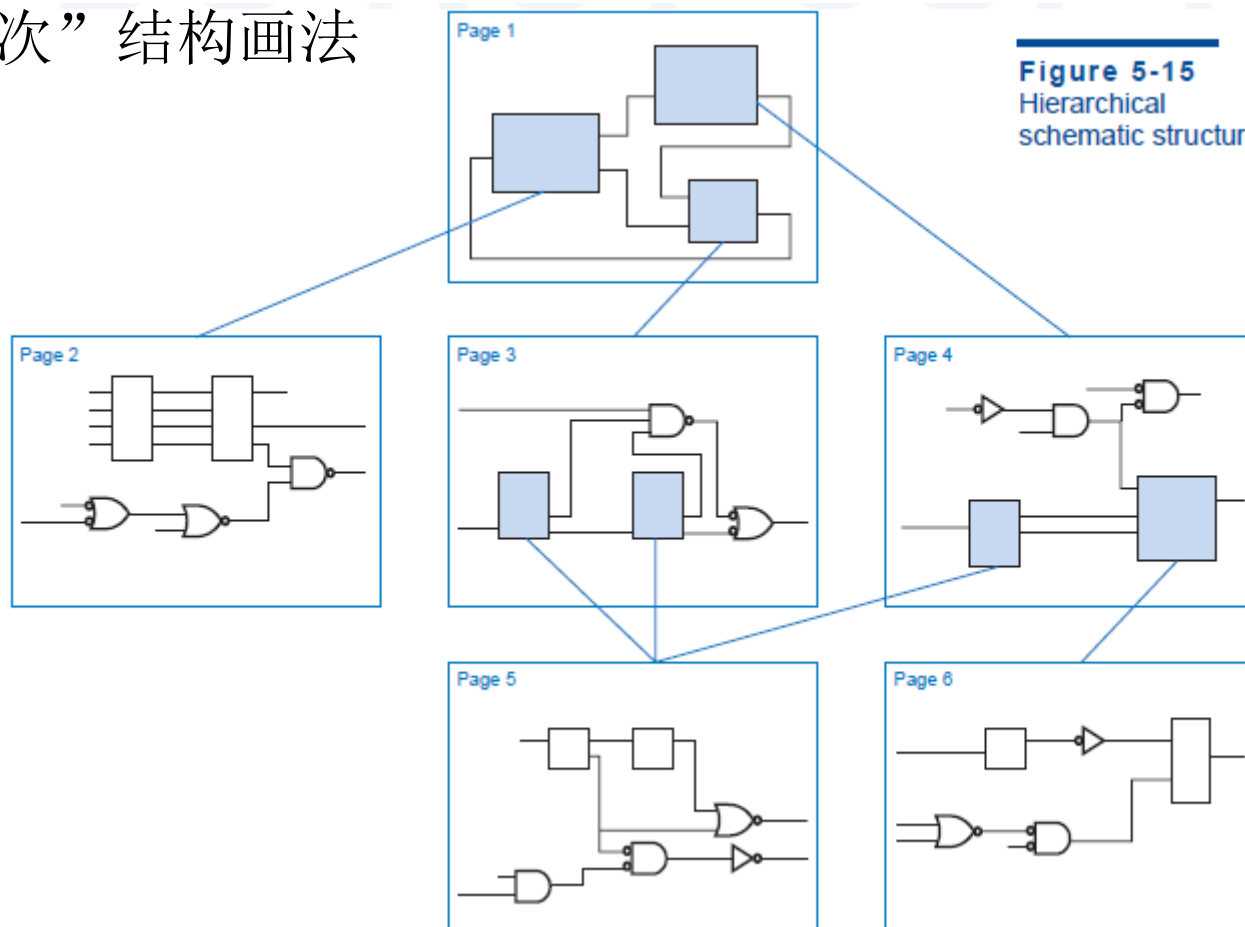 次”结构画法
Page 1
Figure 5-15
Hierarchical
schematic structur
Page 2
Page 3
Page 4
Page 5
Page 6